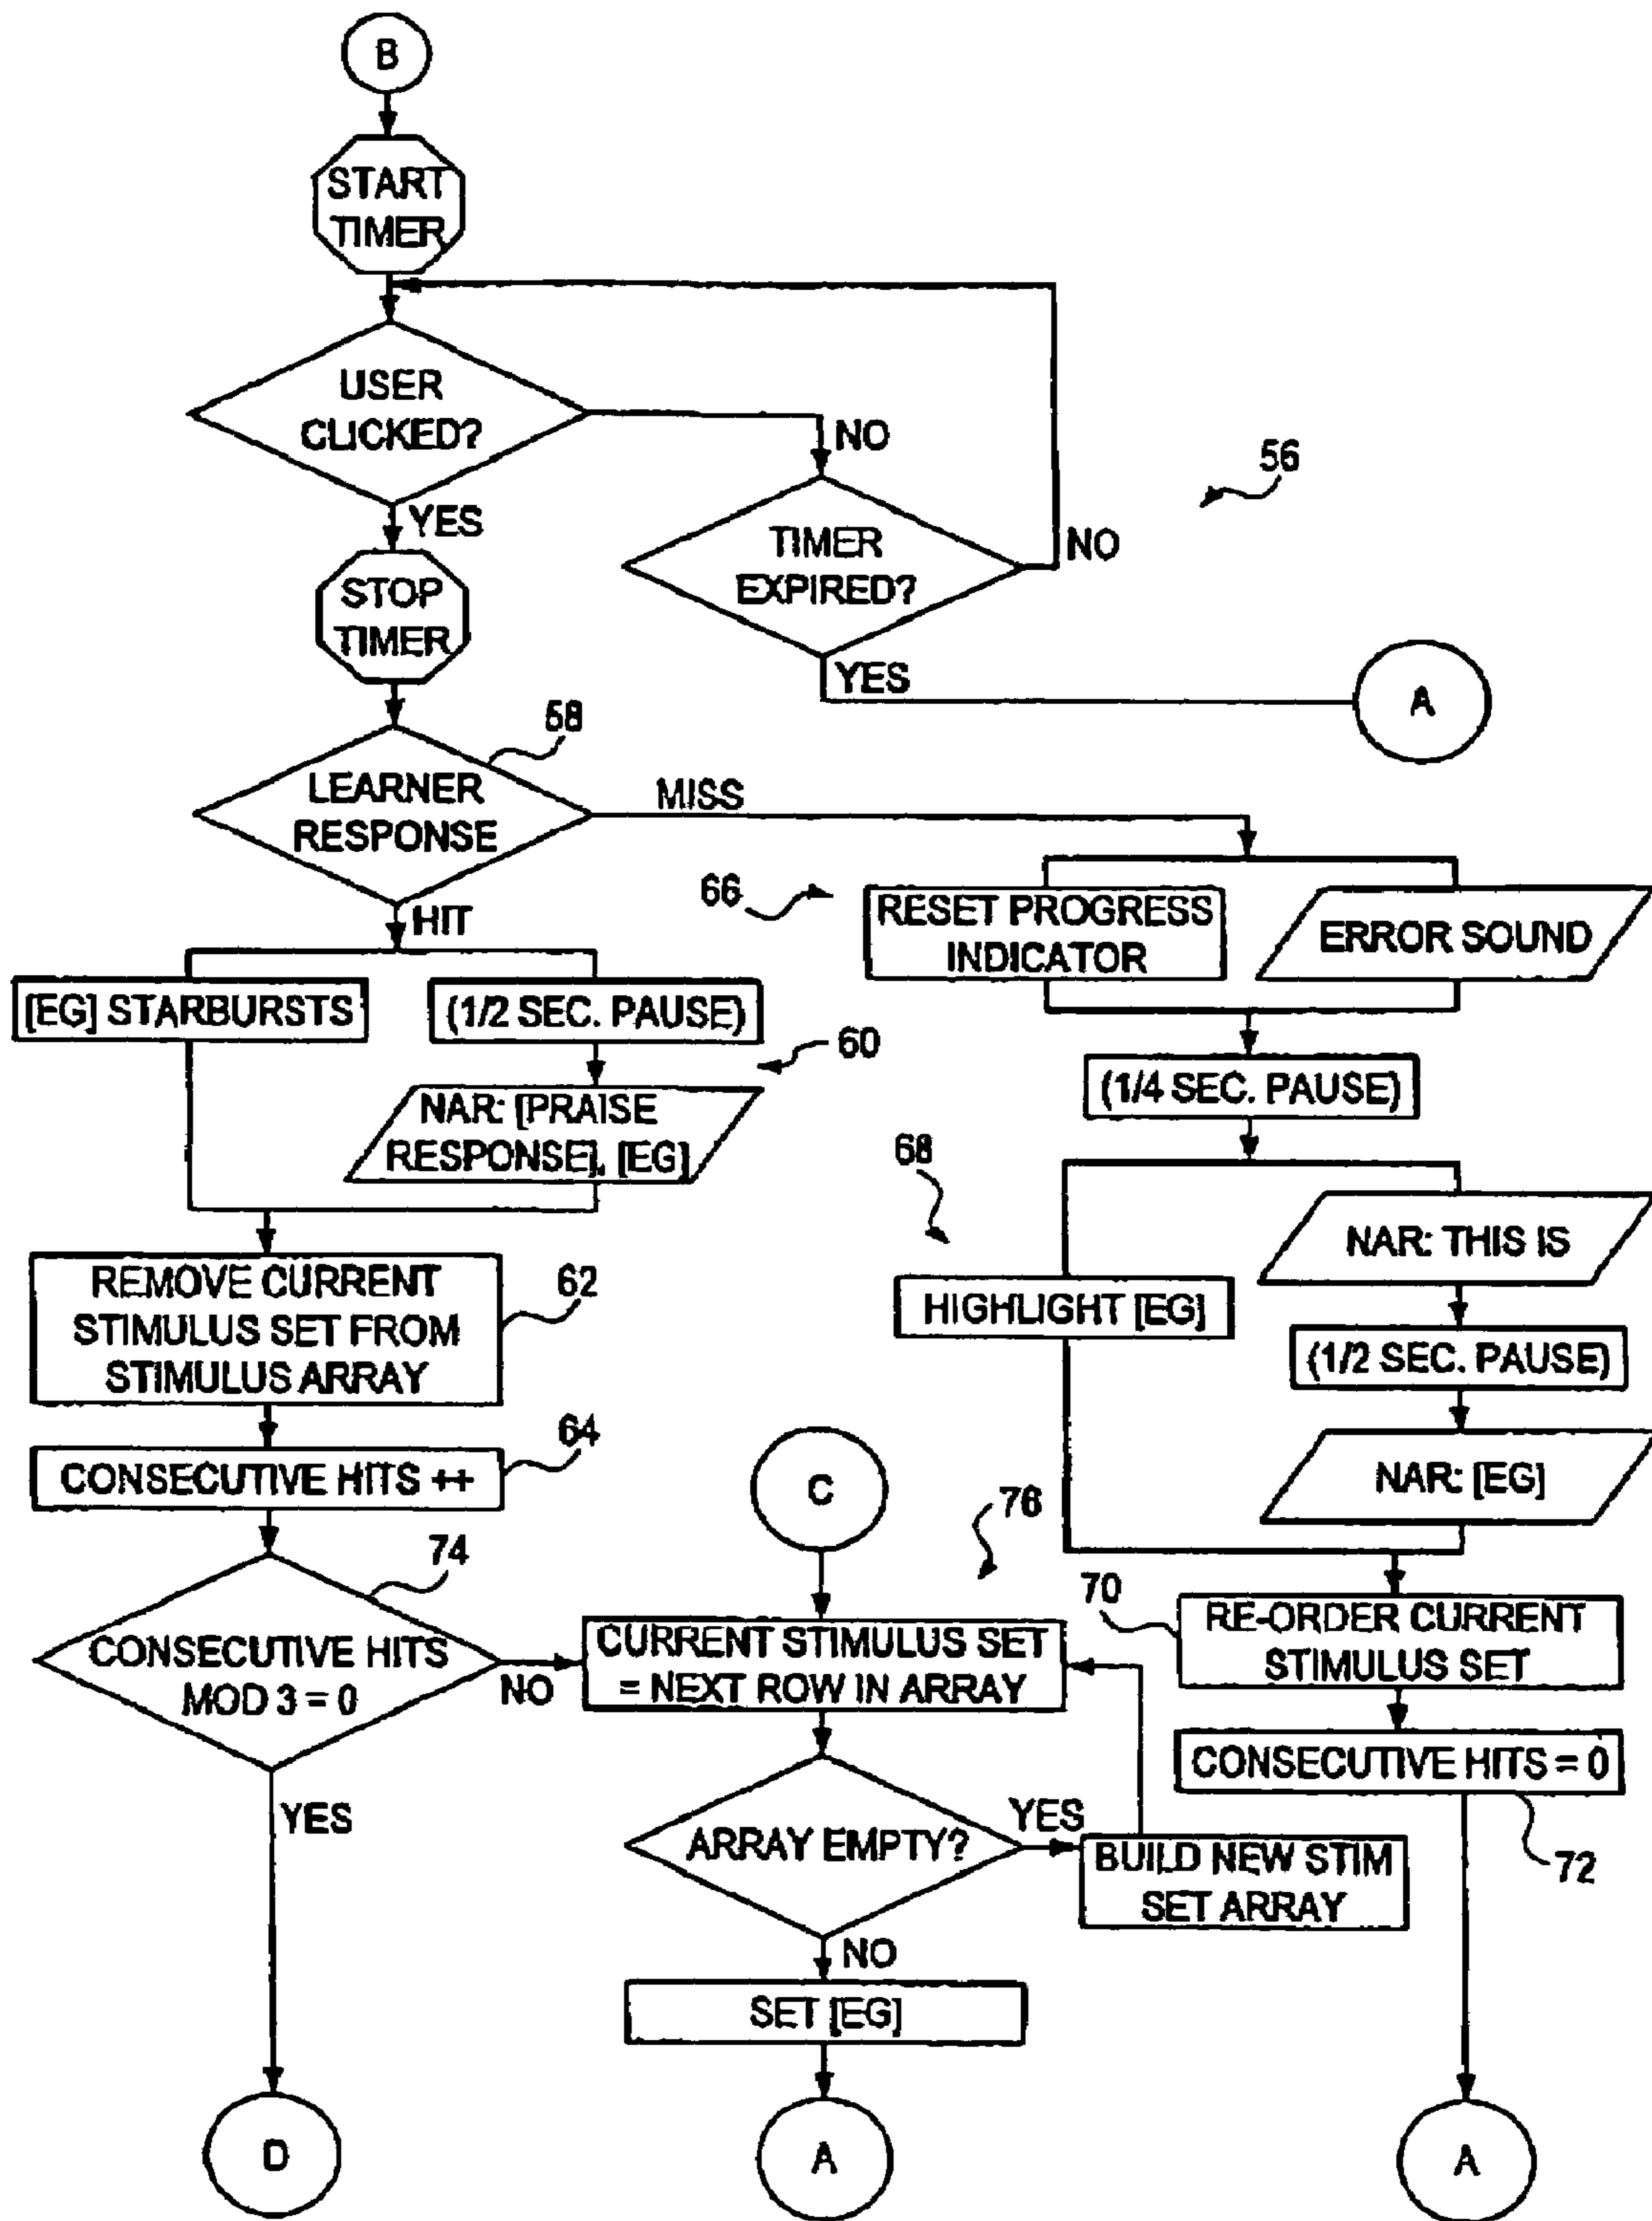 B
START
TIMER
USER
CLICKED?
NO
YES
TIMER
EXPIRED?
NO
56
YES
A
STOP
TIMER
58
LEARNER
RESPONSE
MISS
HIT
66
RESET PROGRESS
INDICATOR
ERROR SOUND
[EG] STARBURSTS
(1/2 SEC. PAUSE)
60
NAR: [PRAISE
RESPONSE], [EG]
(1/4 SEC. PAUSE)
68
NAR: THIS IS
HIGHLIGHT [EG]
(1/2 SEC. PAUSE)
NAR: [EG]
REMOVE CURRENT
STIMULUS SET FROM
STIMULUS ARRAY
62
CONSECUTIVE HITS ++
64
C
76
74
CONSECUTIVE HITS
MOD 3 = 0
NO
YES
CURRENT STIMULUS SET
= NEXT ROW IN ARRAY
70
RE-ORDER CURRENT
STIMULUS SET
CONSECUTIVE HITS = 0
72
ARRAY EMPTY?
YES
BUILD NEW STIM
SET ARRAY
NO
SET [EG]
D
A
A